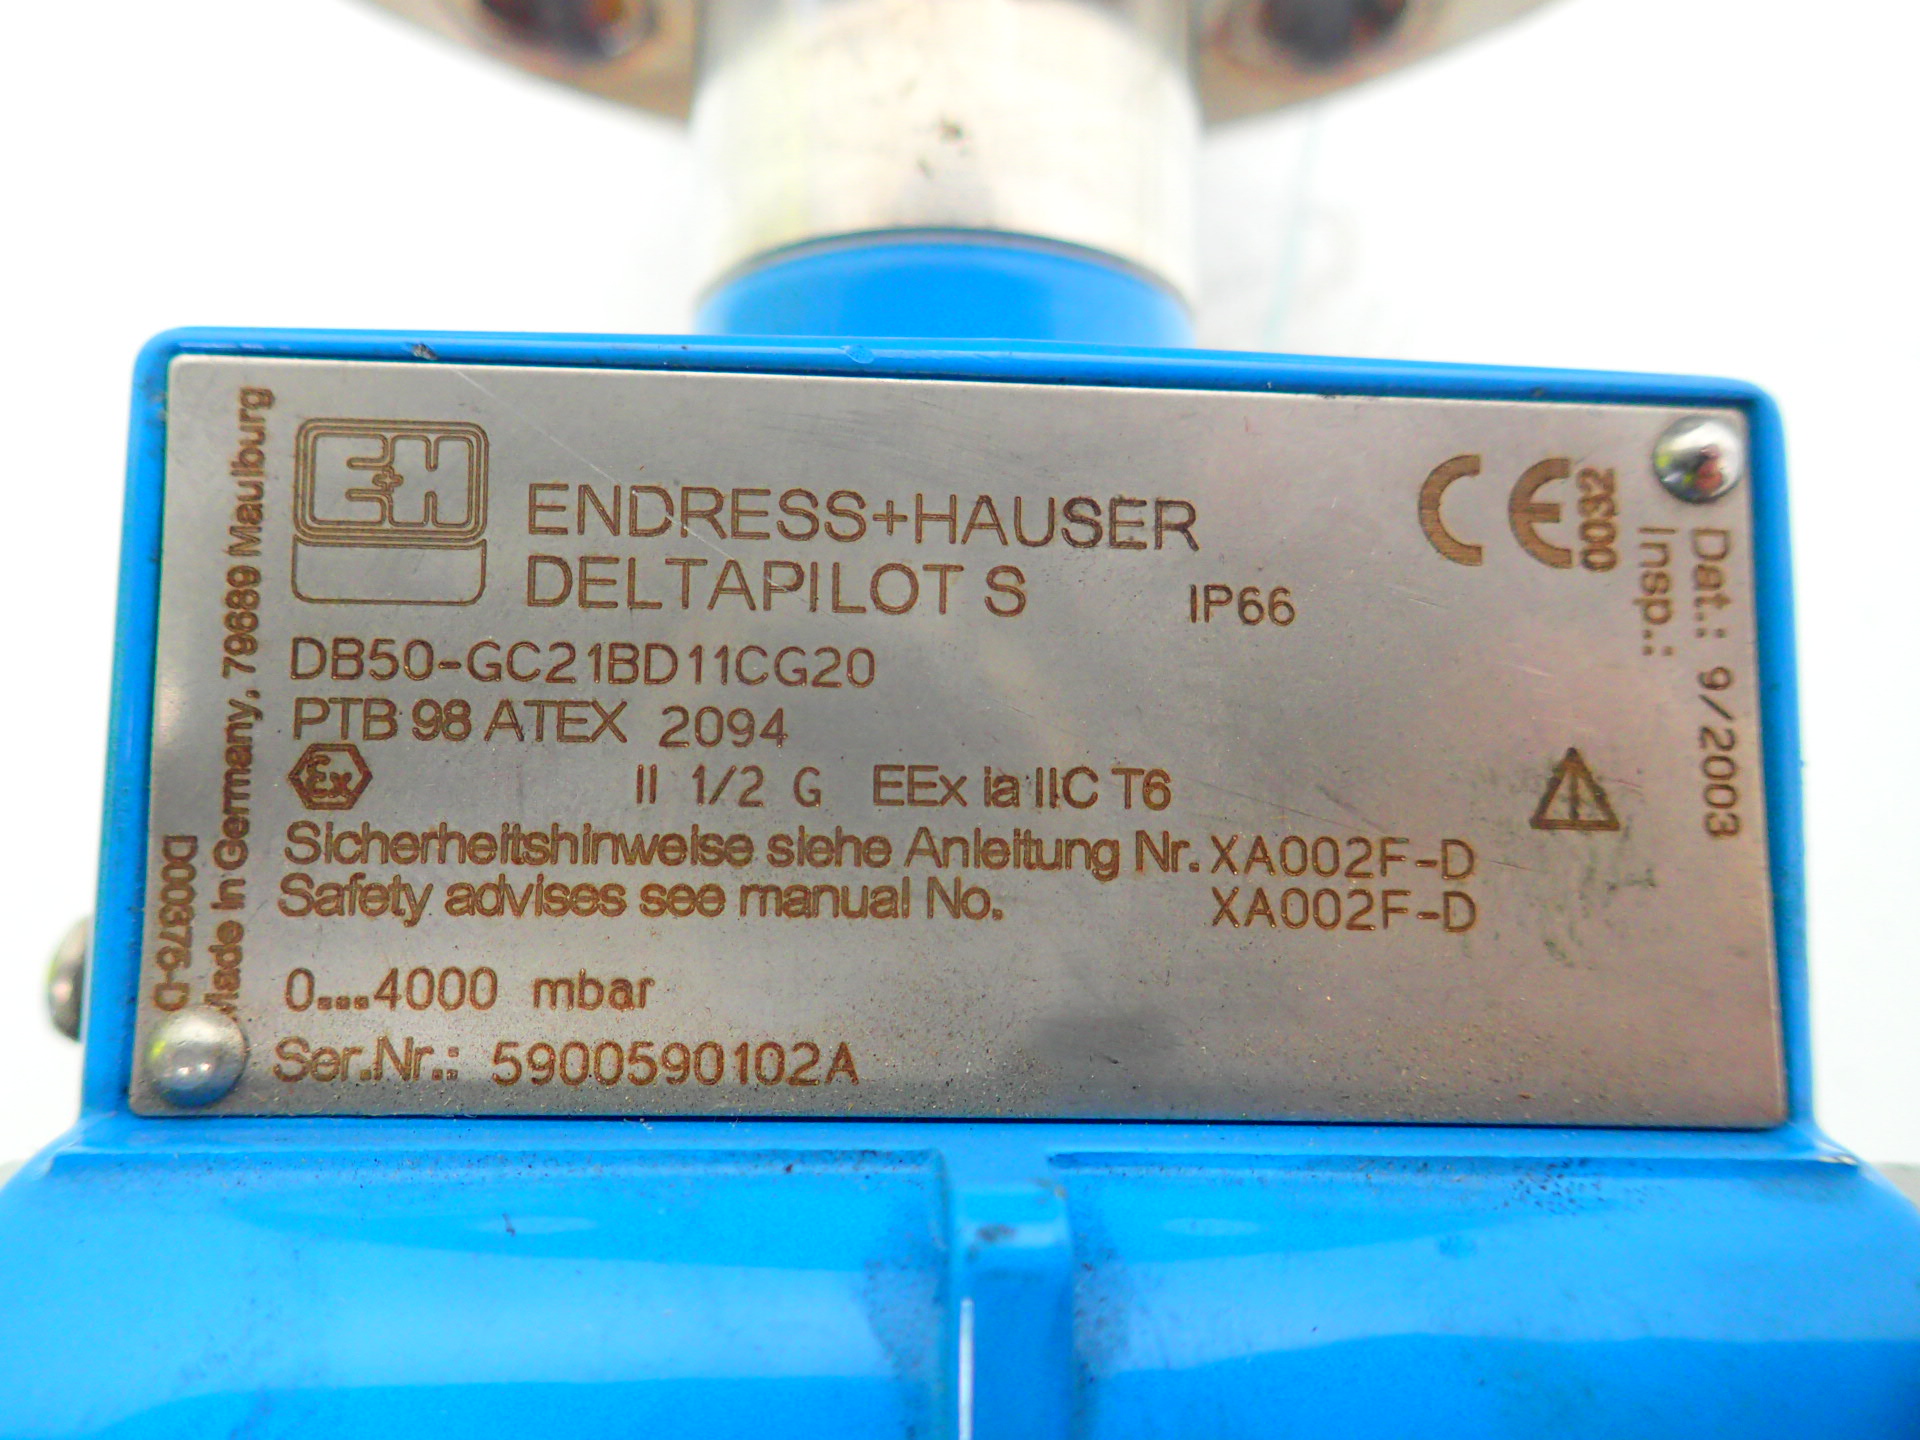 E+H
ENDRESS+HAUSER
DELTAPILOT S
IP66
CE 0032
DB50-GC21BD11CG20
PTB 98 ATEX 2094
Ex II 1/2 G EEx ia IIC T6
Sicherheitshinweise siehe Anleitung Nr. XA002F-D
Safety advises see manual No. XA002F-D
0...4000 mbar
Ser.Nr.: 5900590102A
Made in Germany, 79689 Maulburg
D00376-D
Dat.: 9/2003
Insp.: